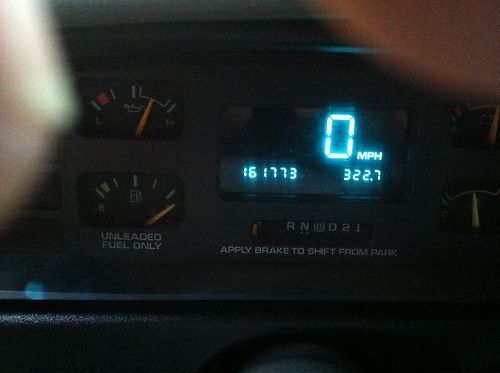 L H
0 MPH
161773 322.7
E
UNLEADED
FUEL ONLY
R N D D 2 1
APPLY BRAKE TO SHIFT FROM PARK